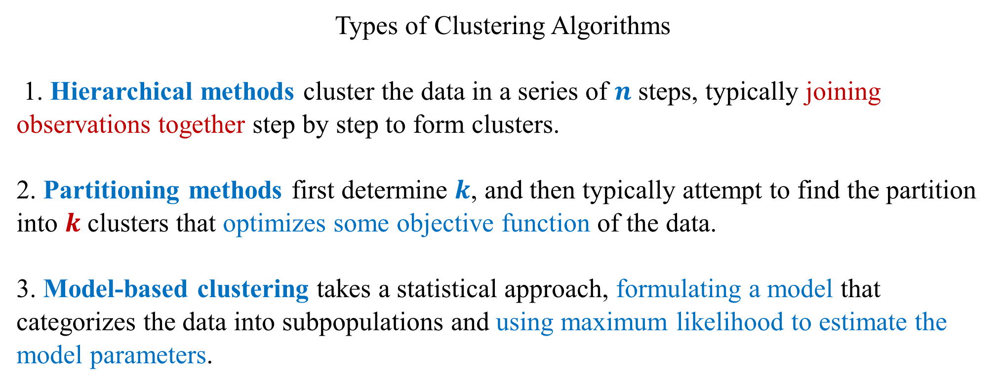 Types of Clustering Algorithms
1. Hierarchical methods cluster the data in a series of n steps, typically joining
observations together step by step to form clusters.
2. Partitioning methods first determine k, and then typically attempt to find the partition
into k clusters that optimizes some objective function of the data.
3. Model-based clustering takes a statistical approach, formulating a model that
categorizes the data into subpopulations and using maximum likelihood to estimate the
model parameters.